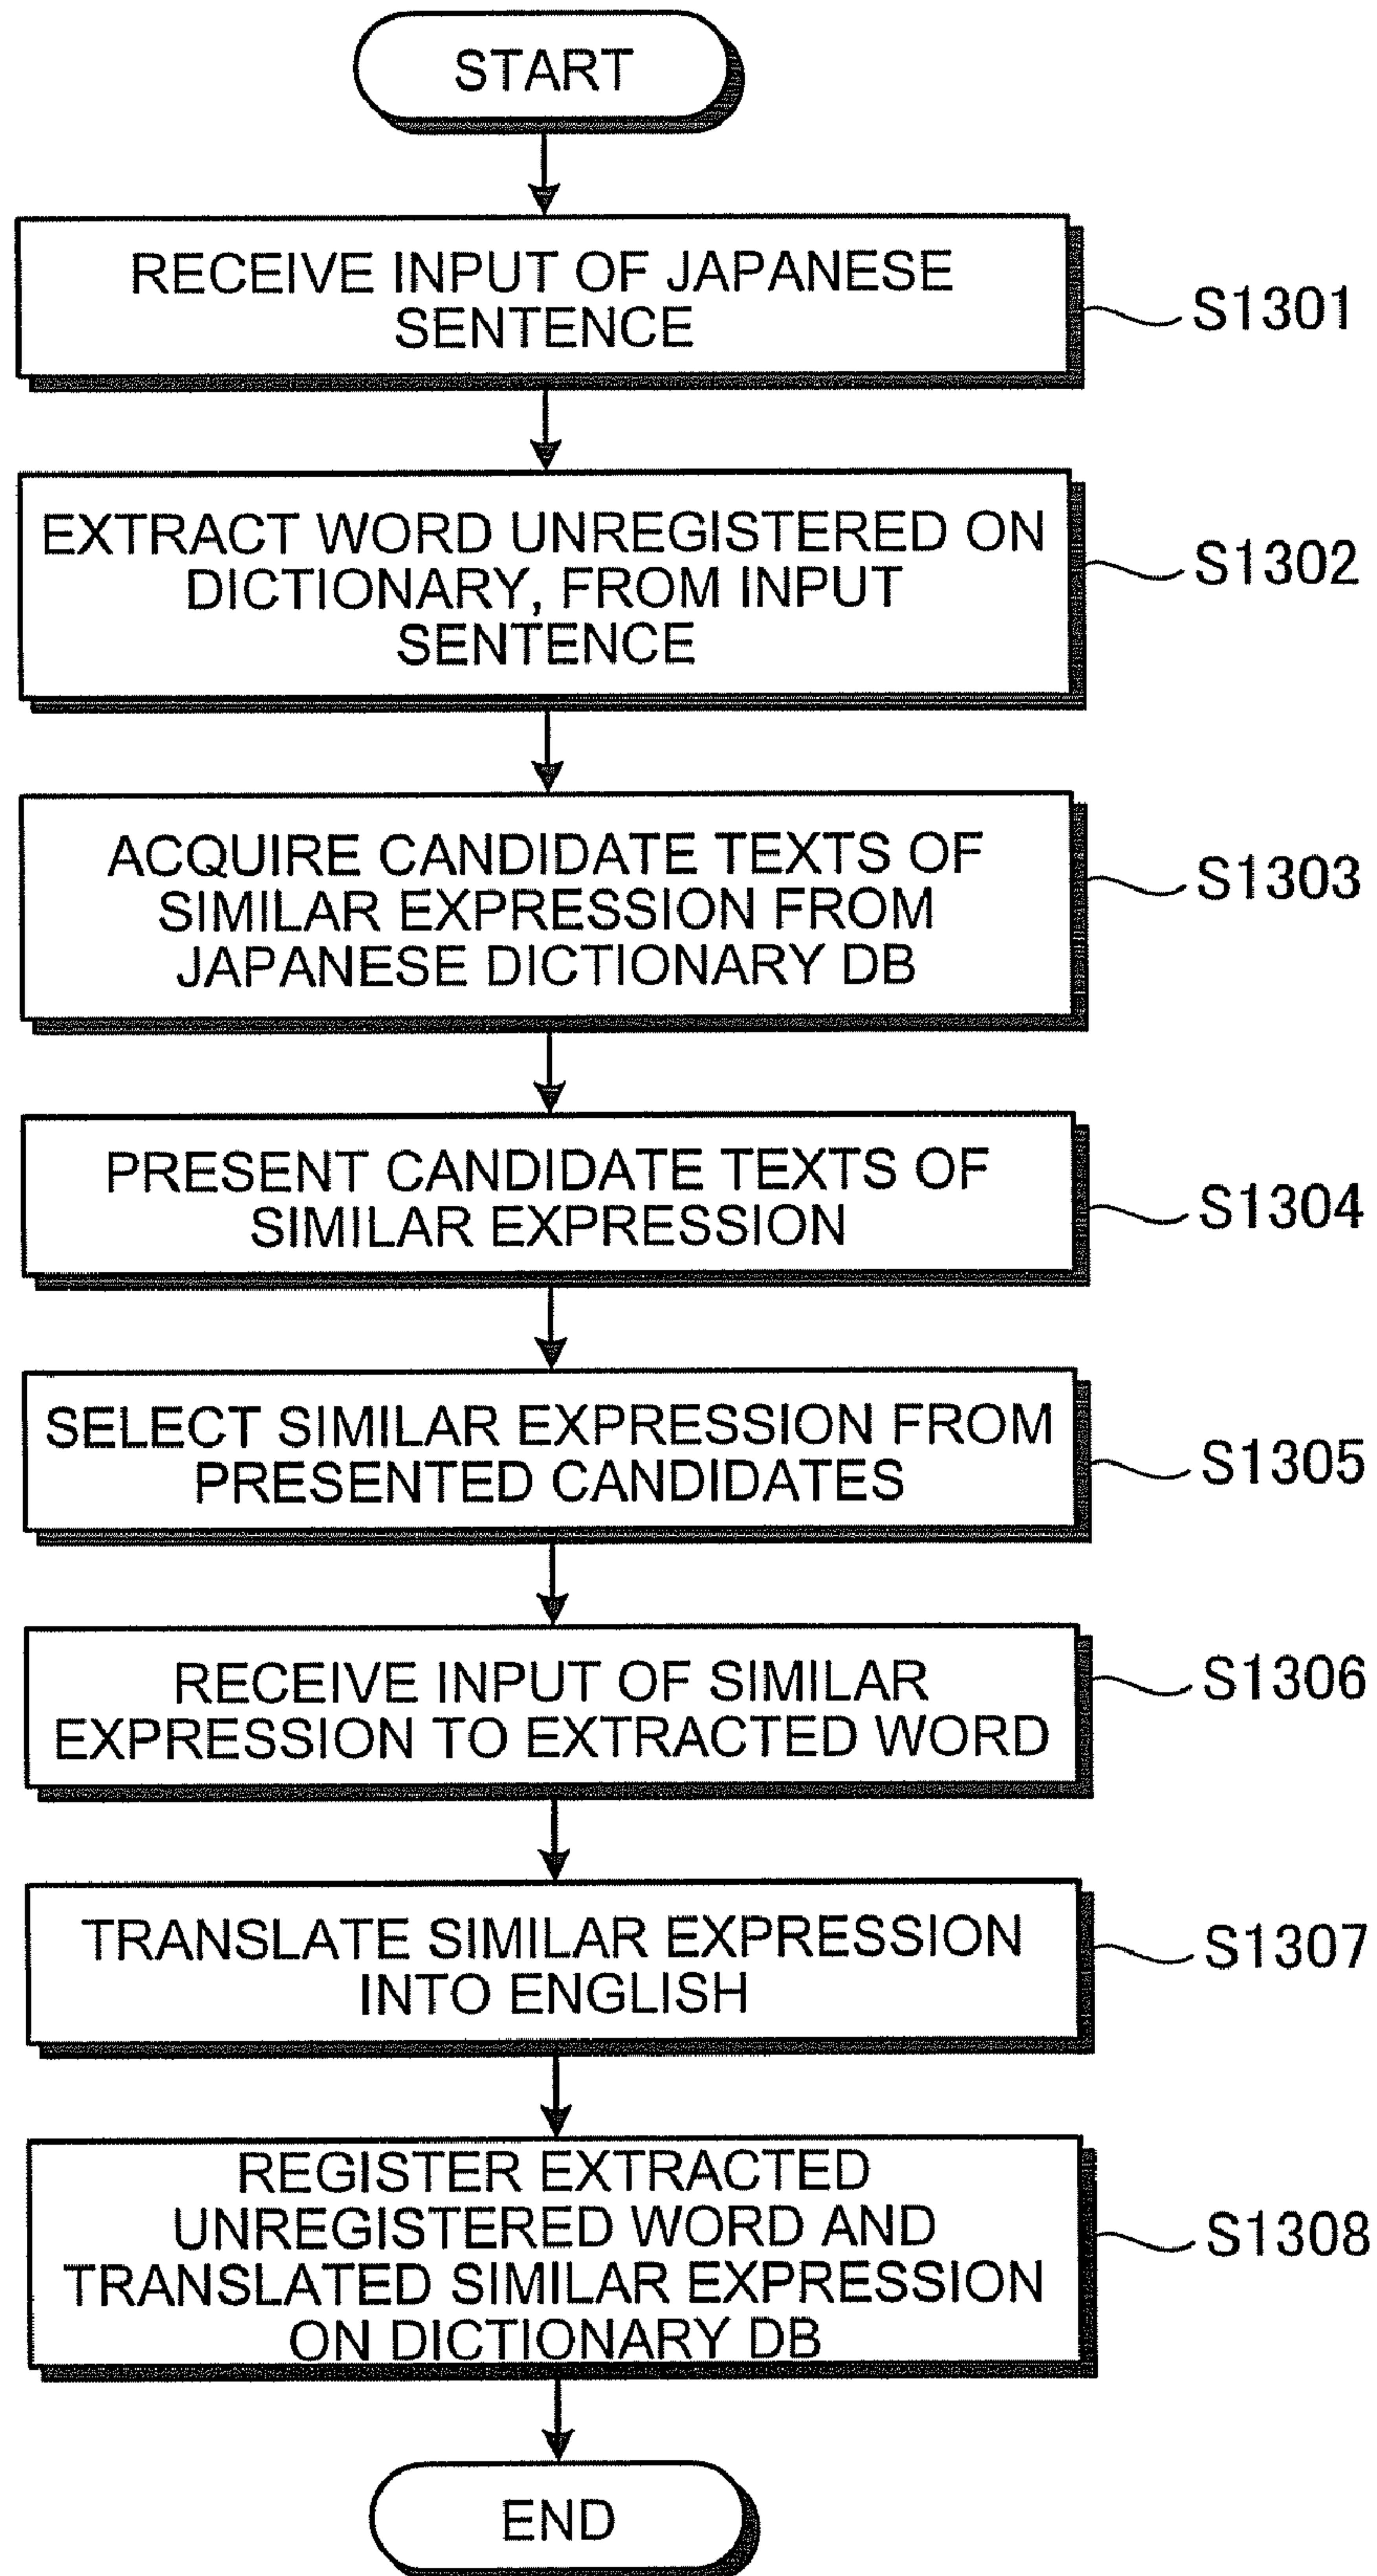 START
RECEIVE INPUT OF JAPANESE
SENTENCE
S1301
EXTRACT WORD UNREGISTERED ON
DICTIONARY, FROM INPUT
SENTENCE
S1302
ACQUIRE CANDIDATE TEXTS OF
SIMILAR EXPRESSION FROM
JAPANESE DICTIONARY DB
S1303
PRESENT CANDIDATE TEXTS OF
SIMILAR EXPRESSION
S1304
SELECT SIMILAR EXPRESSION FROM
PRESENTED CANDIDATES
S1305
RECEIVE INPUT OF SIMILAR
EXPRESSION TO EXTRACTED WORD
S1306
TRANSLATE SIMILAR EXPRESSION
INTO ENGLISH
S1307
REGISTER EXTRACTED
UNREGISTERED WORD AND
TRANSLATED SIMILAR EXPRESSION
ON DICTIONARY DB
S1308
END